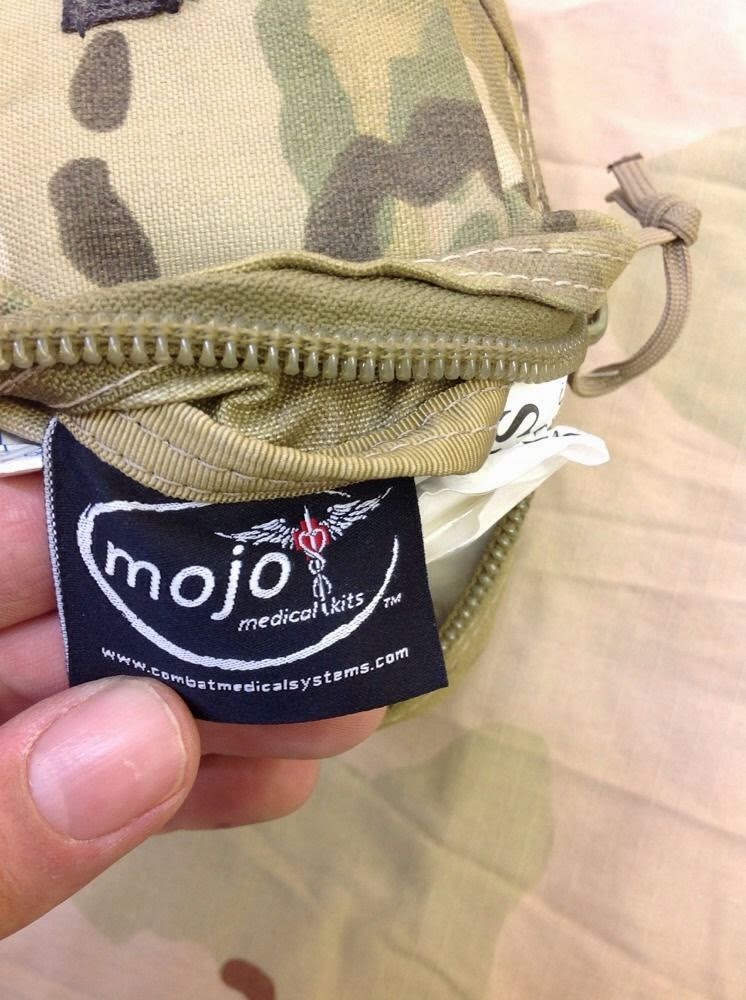 mojo
medical kits ™
www.combatmedicalsystems.com